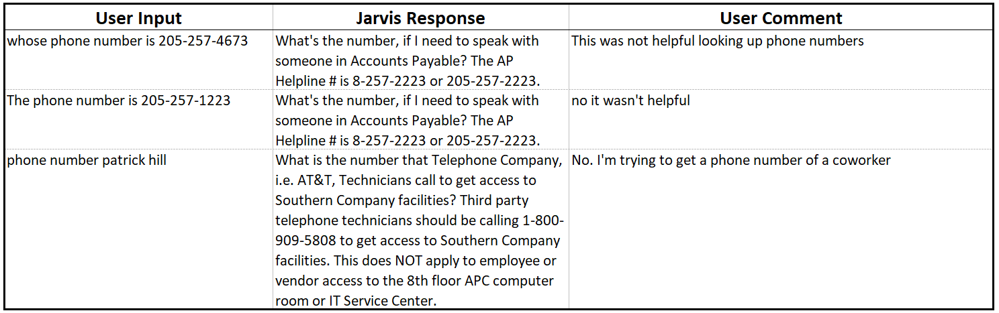 User Input
Jarvis Response
User Comment
whose phone number is 205-257-4673
What's the number, if I need to speak with
someone in Accounts Payable? The AP
Helpline # is 8-257-2223 or 205-257-2223.
This was not helpful looking up phone numbers
The phone number is 205-257-1223
What's the number, if I need to speak with
someone in Accounts Payable? The AP
Helpline # is 8-257-2223 or 205-257-2223.
no it wasn't helpful
phone number patrick hill
What is the number that Telephone Company,
i.e. AT&T, Technicians call to get access to
Southern Company facilities? Third party
telephone technicians should be calling 1-800-
909-5808 to get access to Southern Company
facilities. This does NOT apply to employee or
vendor access to the 8th floor APC computer
room or IT Service Center.
No. I'm trying to get a phone number of a coworker